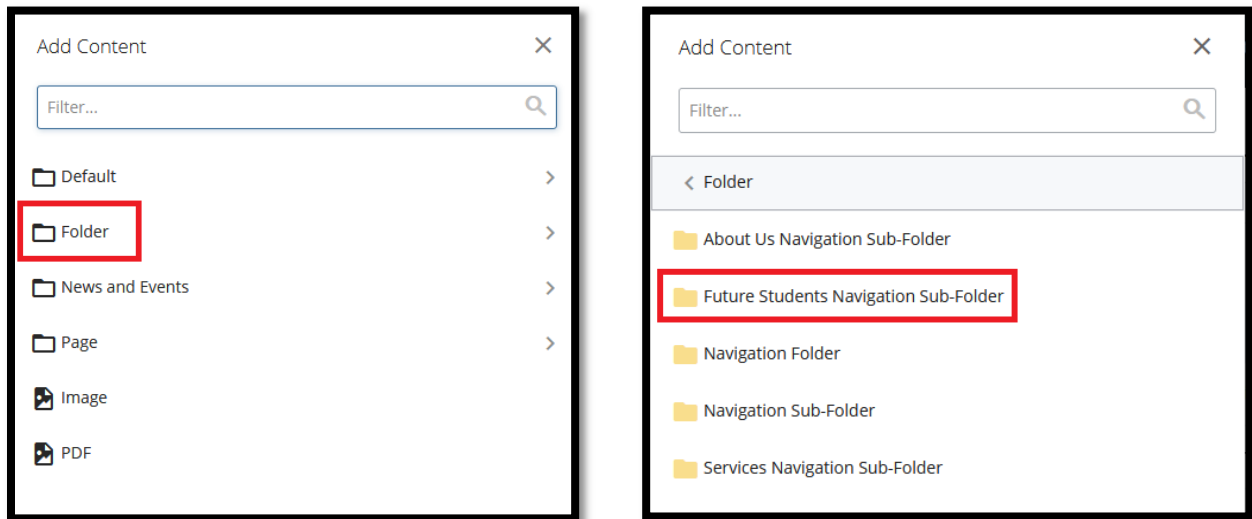 Add Content
Filter...
Default
Folder
News and Events
Page
Image
PDF
Add Content
Filter...
Folder
About Us Navigation Sub-Folder
Future Students Navigation Sub-Folder
Navigation Folder
Navigation Sub-Folder
Services Navigation Sub-Folder